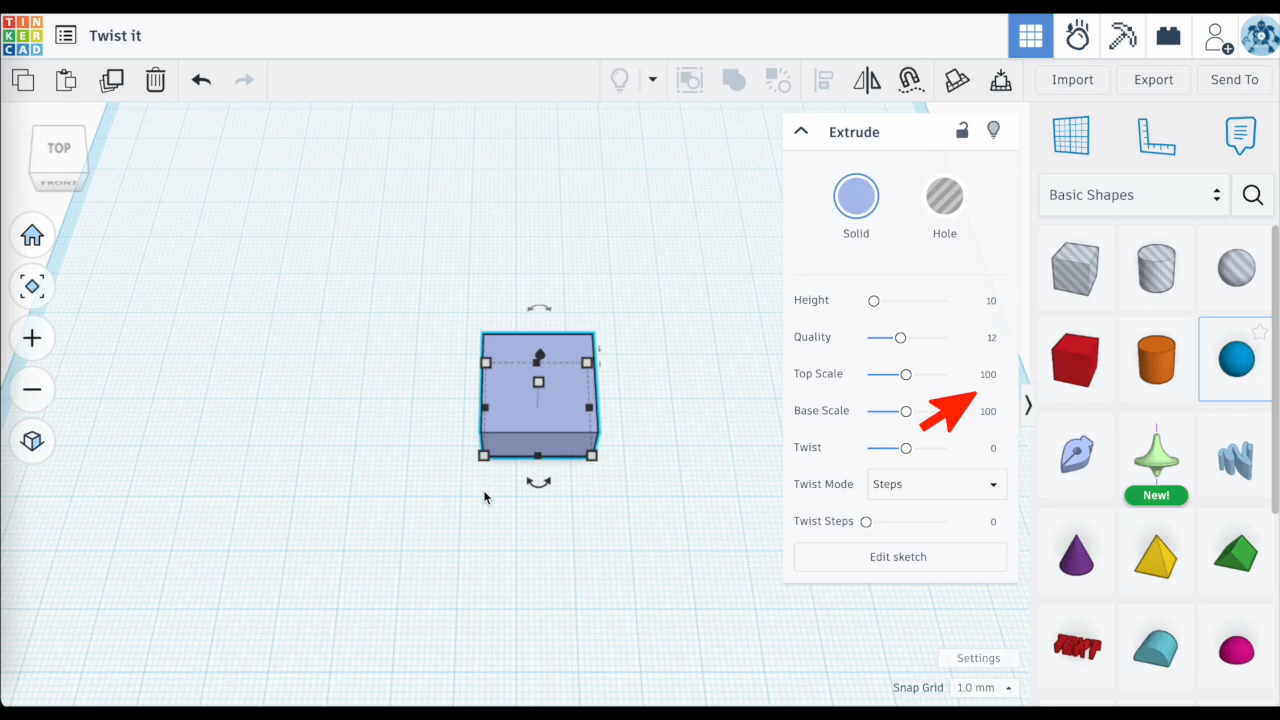 TIN
KER
CAD
Twist it
Import
Export
Send To
TOP
FRONT
Extrude
Solid
Hole
Height 10
Quality 12
Top Scale 100
Base Scale 100
Twist 0
Twist Mode Steps
Twist Steps 0
Edit sketch
Settings
Snap Grid 1.0 mm
Basic Shapes
New!
TEXT